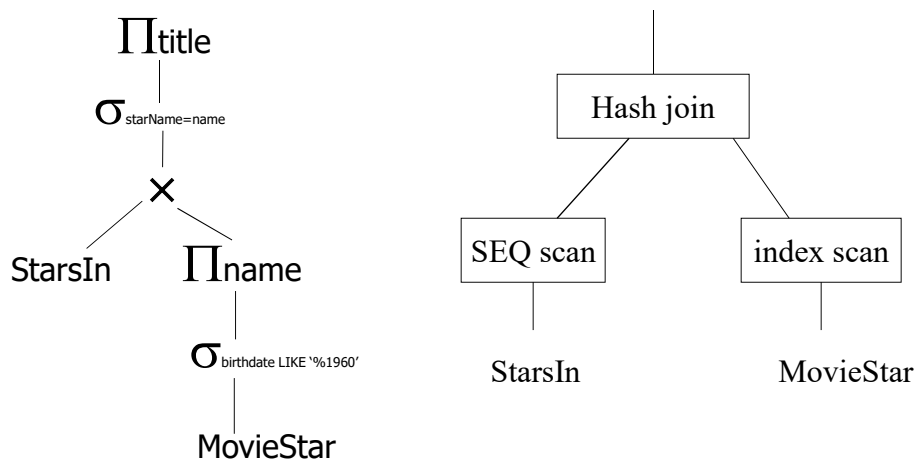 Πtitle
σstarName=name
×
StarsIn
Πname
σbirthdate LIKE ‘%1960’
MovieStar
Hash join
SEQ scan
index scan
StarsIn
MovieStar